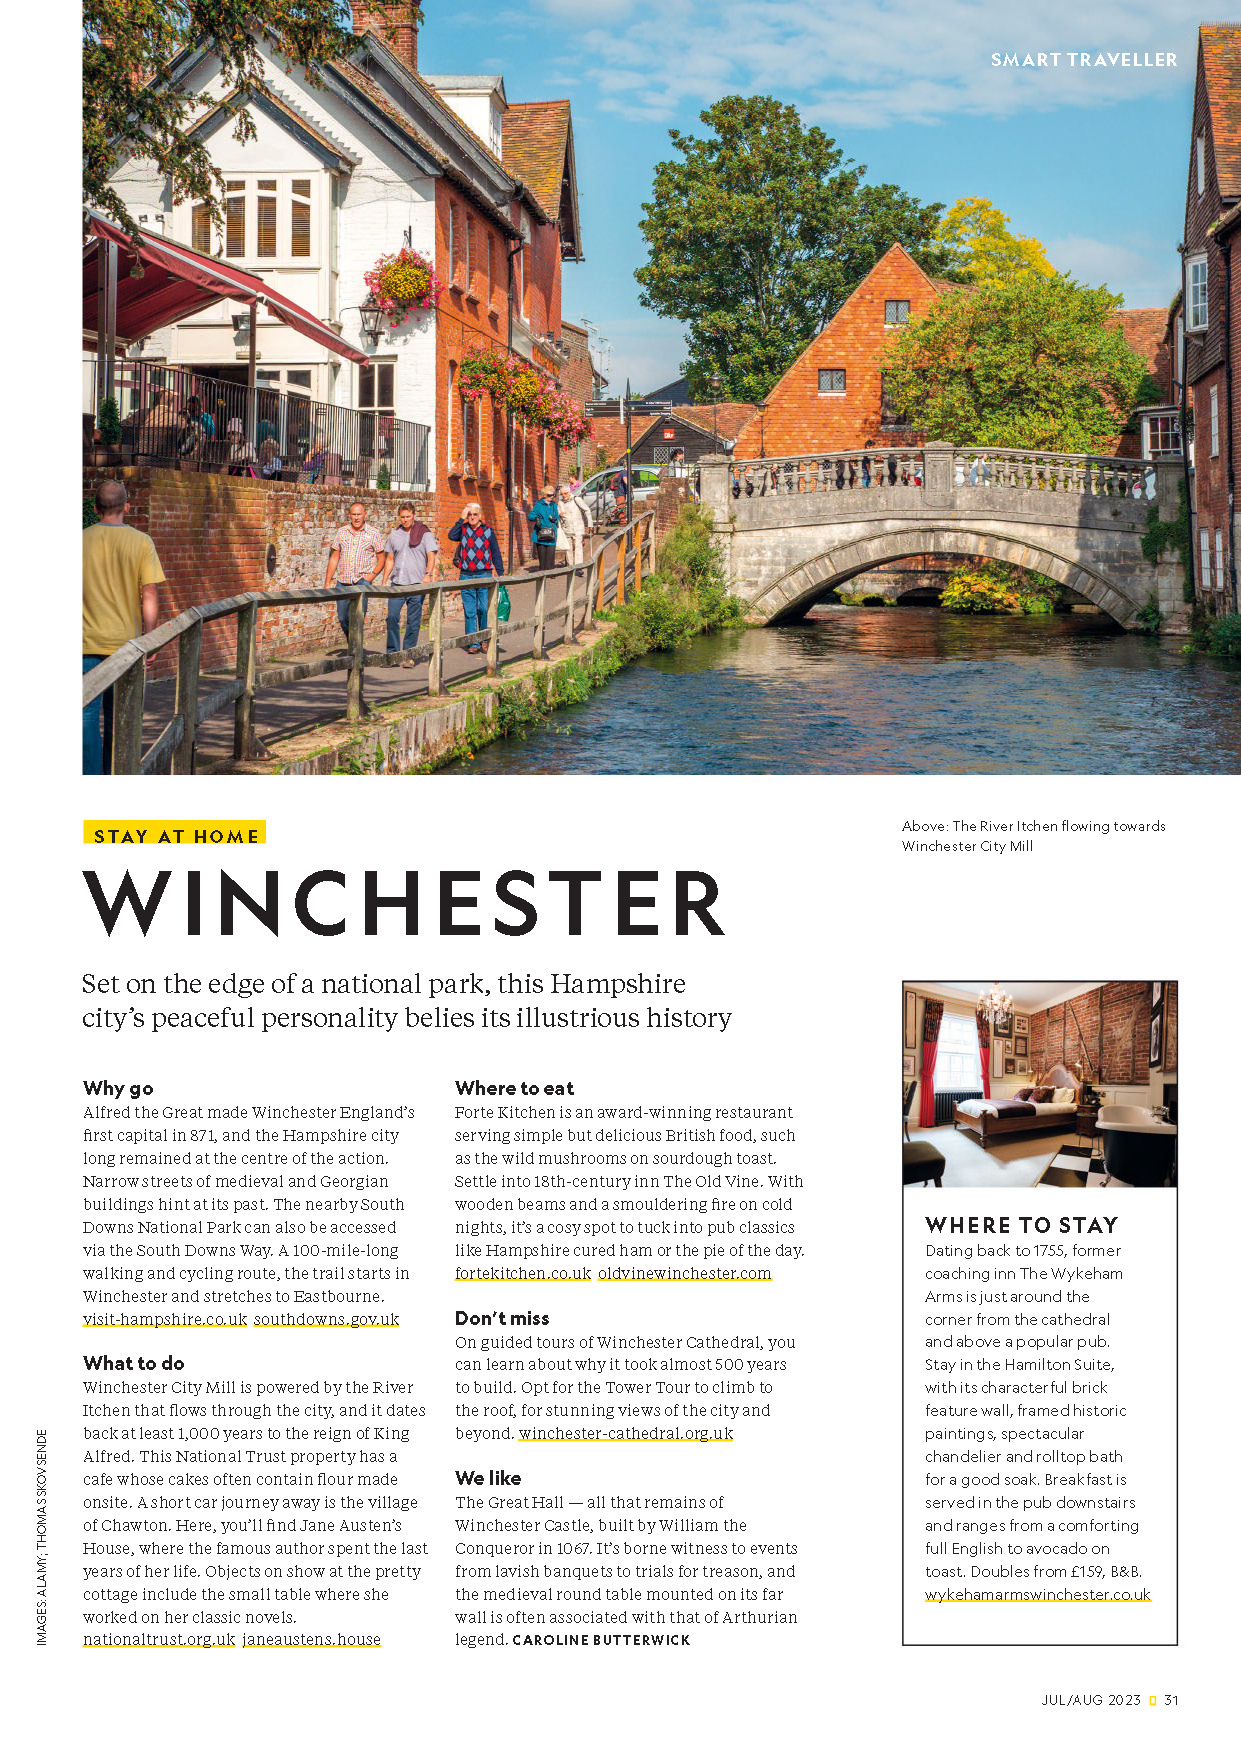 SMART TRAVELLER
STAY AT HOME
WINCHESTER
Set on the edge of a national park, this Hampshire
city’s peaceful personality belies its illustrious history
Above: The River Itchen flowing towards
Winchester City Mill
Why go
Alfred the Great made Winchester England’s
first capital in 871, and the Hampshire city
long remained at the centre of the action.
Narrow streets of medieval and Georgian
buildings hint at its past. The nearby South
Downs National Park can also be accessed
via the South Downs Way. A 100-mile-long
walking and cycling route, the trail starts in
Winchester and stretches to Eastbourne.
visit-hampshire.co.uk southdowns.gov.uk
What to do
Winchester City Mill is powered by the River
Itchen that flows through the city, and it dates
back at least 1,000 years to the reign of King
Alfred. This National Trust property has a
cafe whose cakes often contain flour made
onsite. A short car journey away is the village
of Chawton. Here, you’ll find Jane Austen’s
House, where the famous author spent the last
years of her life. Objects on show at the pretty
cottage include the small table where she
worked on her classic novels.
nationaltrust.org.uk janeaustens.house
Where to eat
Forte Kitchen is an award-winning restaurant
serving simple but delicious British food, such
as the wild mushrooms on sourdough toast.
Settle into 18th-century inn The Old Vine. With
wooden beams and a smouldering fire on cold
nights, it’s a cosy spot to tuck into pub classics
like Hampshire cured ham or the pie of the day.
fortekitchen.co.uk oldvinewinchester.com
Don’t miss
On guided tours of Winchester Cathedral, you
can learn about why it took almost 500 years
to build. Opt for the Tower Tour to climb to
the roof, for stunning views of the city and
beyond. winchester-cathedral.org.uk
We like
The Great Hall — all that remains of
Winchester Castle, built by William the
Conqueror in 1067. It’s borne witness to events
from lavish banquets to trials for treason, and
the medieval round table mounted on its far
wall is often associated with that of Arthurian
legend. CAROLINE BUTTERWICK
WHERE TO STAY
Dating back to 1755, former
coaching inn The Wykeham
Arms is just around the
corner from the cathedral
and above a popular pub.
Stay in the Hamilton Suite,
with its characterful brick
feature wall, framed historic
paintings, spectacular
chandelier and rolltop bath
for a good soak. Breakfast is
served in the pub downstairs
and ranges from a comforting
full English to avocado on
toast. Doubles from £159, B&B.
wykehamarmswinchester.co.uk
IMAGES: ALAMY; THOMAS SKOVSENDE
JUL/AUG 2023 31